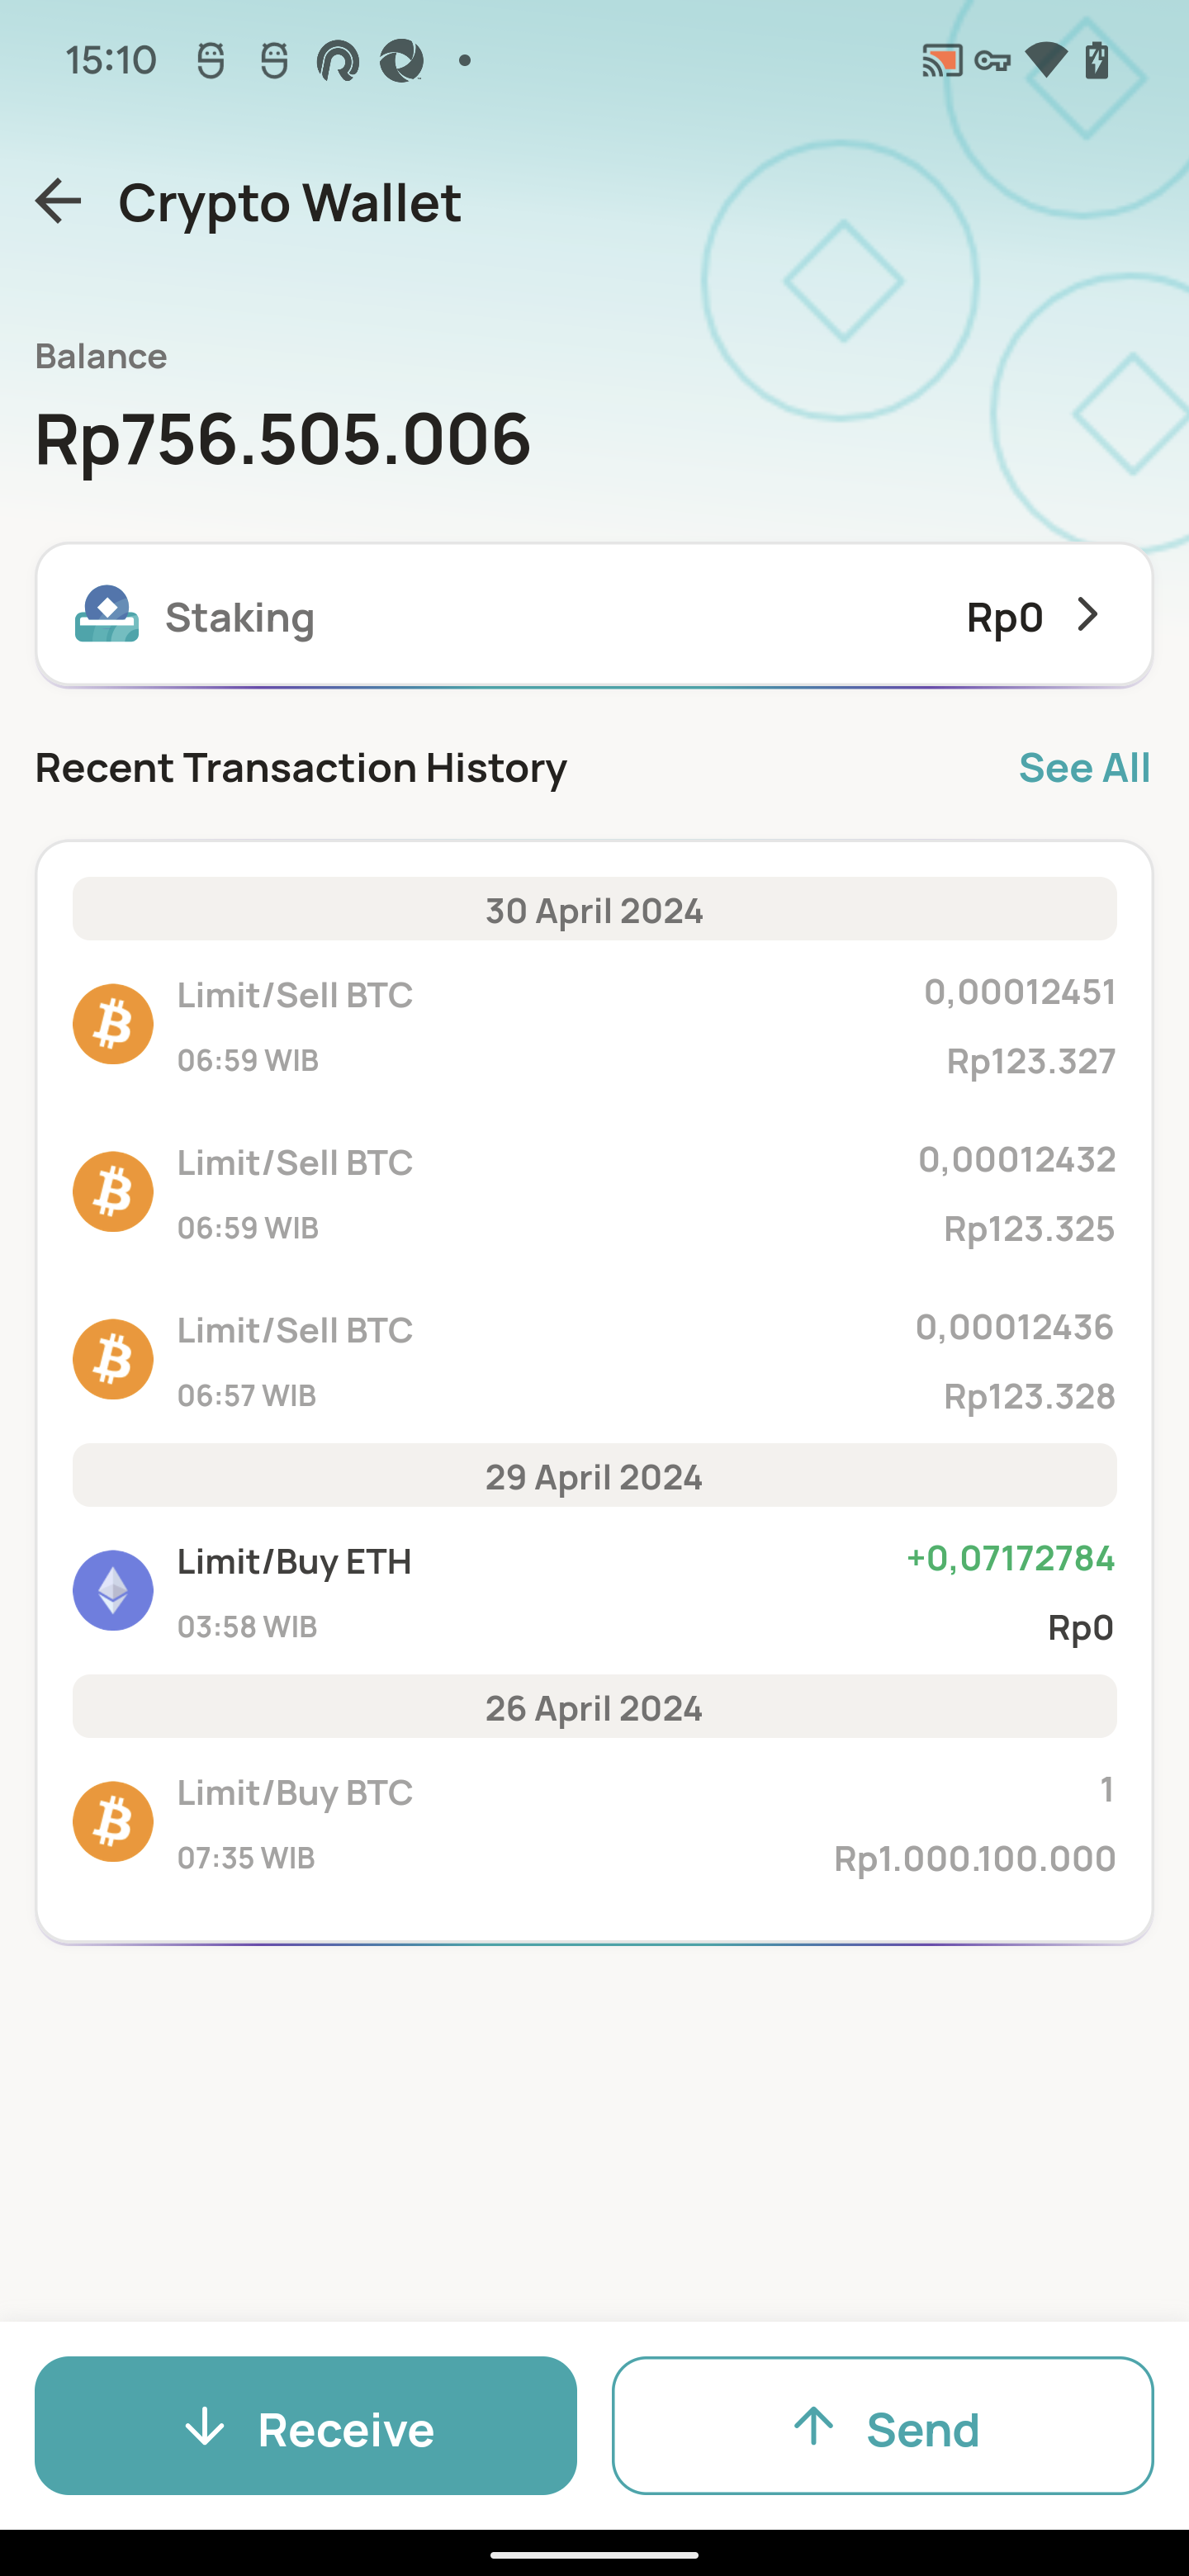 15:10
Crypto Wallet
Balance
Rp756.505.006
Staking Rp0
Recent Transaction History See All
30 April 2024
Limit/Sell BTC 0,00012451
06:59 WIB Rp123.327
Limit/Sell BTC 0,00012432
06:59 WIB Rp123.325
Limit/Sell BTC 0,00012436
06:57 WIB Rp123.328
29 April 2024
Limit/Buy ETH +0,07172784
03:58 WIB Rp0
26 April 2024
Limit/Buy BTC 1
07:35 WIB Rp1.000.100.000
Receive Send